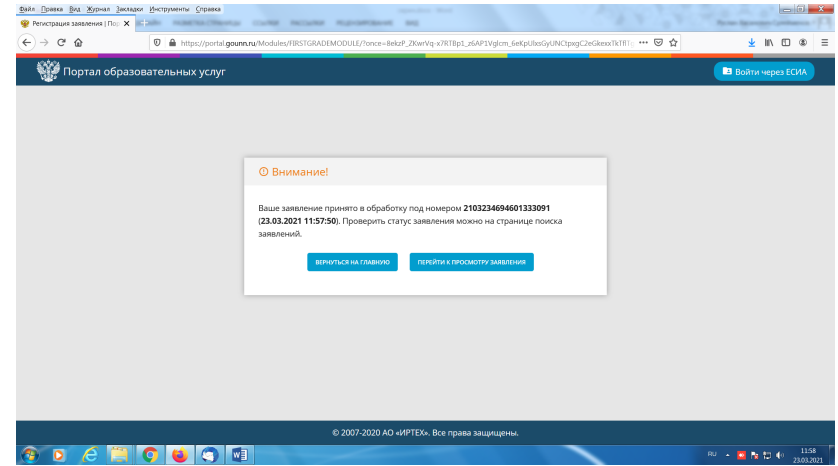 Файл Правка Вид Журнал Закладки Инструменты Справка
Регистрация заявления | Пор
https://portal.gounn.ru/Modules/FIRSTGRADEMODULE/?once=8ekzP_ZKwrVq-x7RTBp1_z6AP1Vglcm_6eKpUlxsGyUNCtpxgC2eGkexxTkTfl
Портал образовательных услуг
Войти через ЕСИА
Внимание!
Ваше заявление принято в обработку под номером 2103234694601333091
(23.03.2021 11:57:50). Проверить статус заявления можно на странице поиска
заявлений.
ВЕРНУТЬСЯ НА ГЛАВНУЮ ПЕРЕЙТИ К ПРОСМОТРУ ЗАЯВЛЕНИЯ
© 2007-2020 АО «ИРТЕХ». Все права защищены.
RU
11:58
23.03.2021